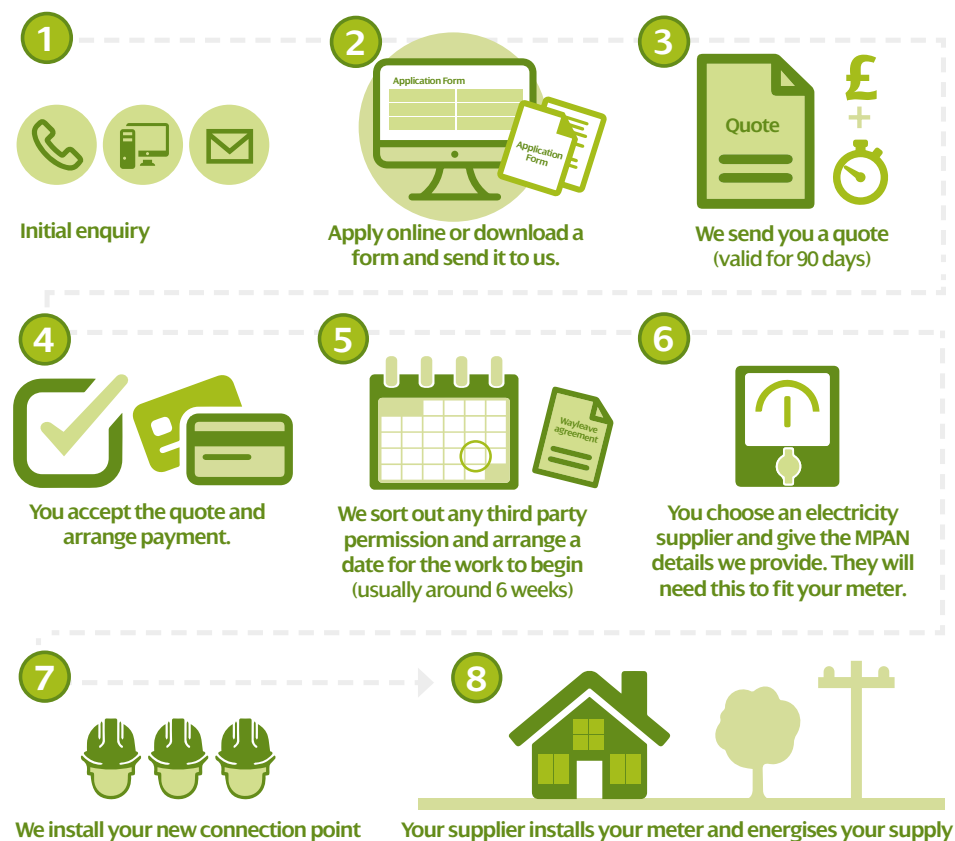 1
2
3
Application Form
Application
Form
Quote
£
+
Initial enquiry
Apply online or download a
form and send it to us.
We send you a quote
(valid for 90 days)
4
5
6
Wayleave
agreement
You accept the quote and
arrange payment.
We sort out any third party
permission and arrange a
date for the work to begin
(usually around 6 weeks)
You choose an electricity
supplier and give the MPAN
details we provide. They will
need this to fit your meter.
7
8
We install your new connection point
Your supplier installs your meter and energises your supply